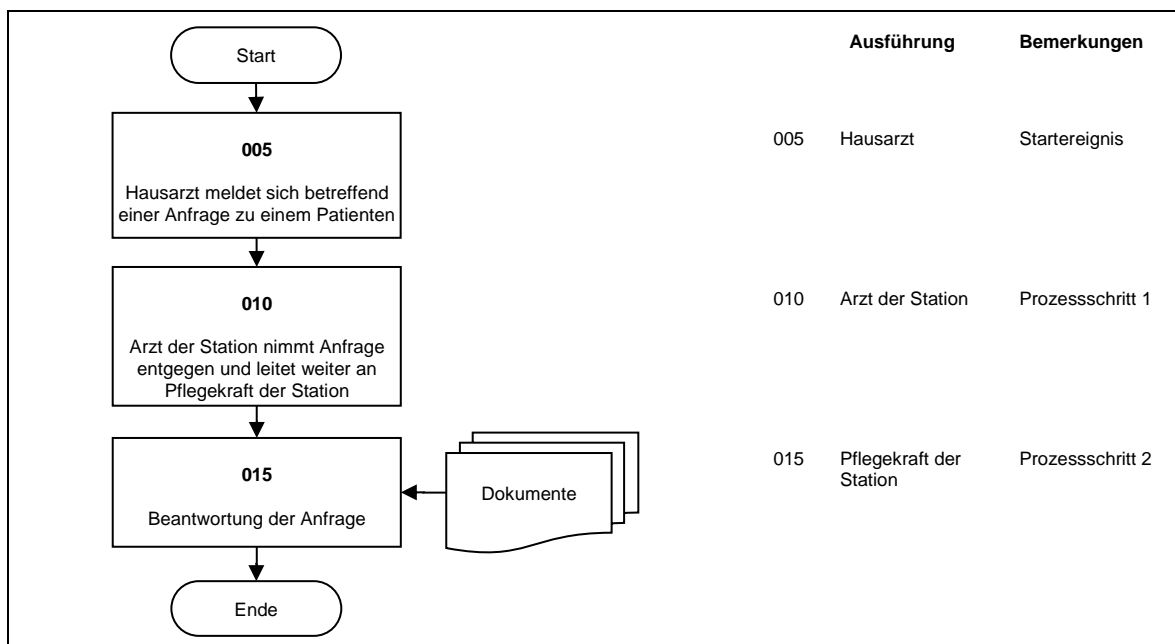 Start
Ausführung Bemerkungen
005
Hausarzt meldet sich betreffend
einer Anfrage zu einem Patienten
005 Hausarzt Startereignis
010
Arzt der Station nimmt Anfrage
entgegen und leitet weiter an
Pflegekraft der Station
010 Arzt der Station Prozessschritt 1
015
Beantwortung der Anfrage
Dokumente
015 Pflegekraft der Prozessschritt 2
Station
Ende